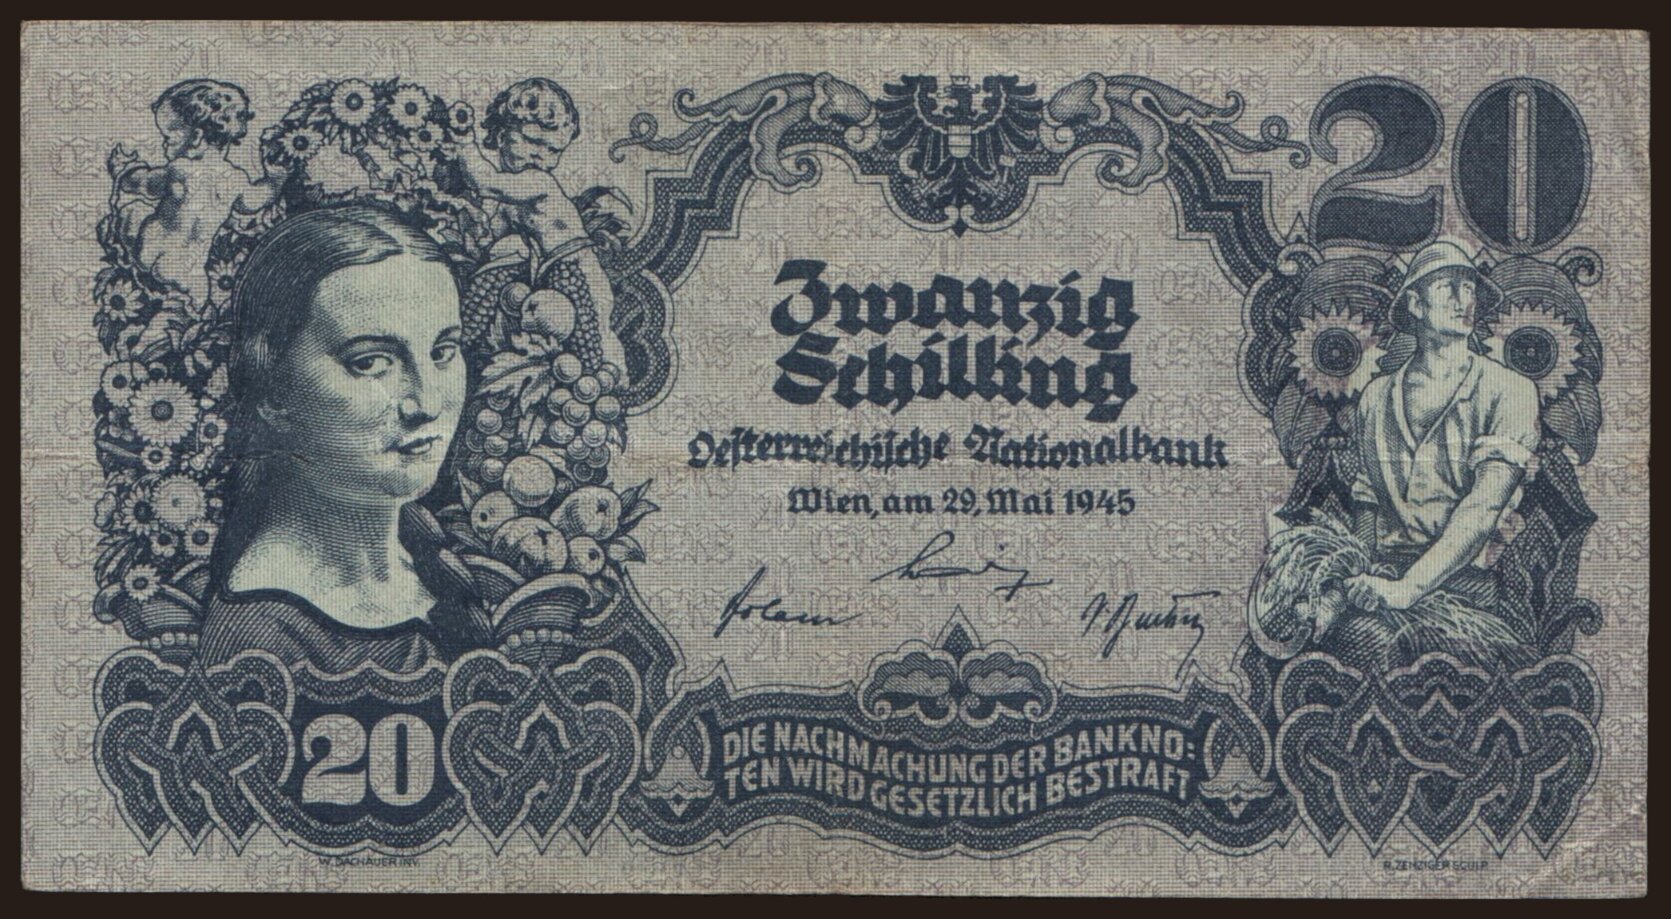 20
Zwanzig
Schilling
Oesterreichische Nationalbank
Wien, am 29. Mai 1945
20
DIE NACHMACHUNG DER BANKNO=
TEN WIRD GESETZLICH BESTRAFT
W. DACHAUER INV.
R. ZENZIGER SCULP.